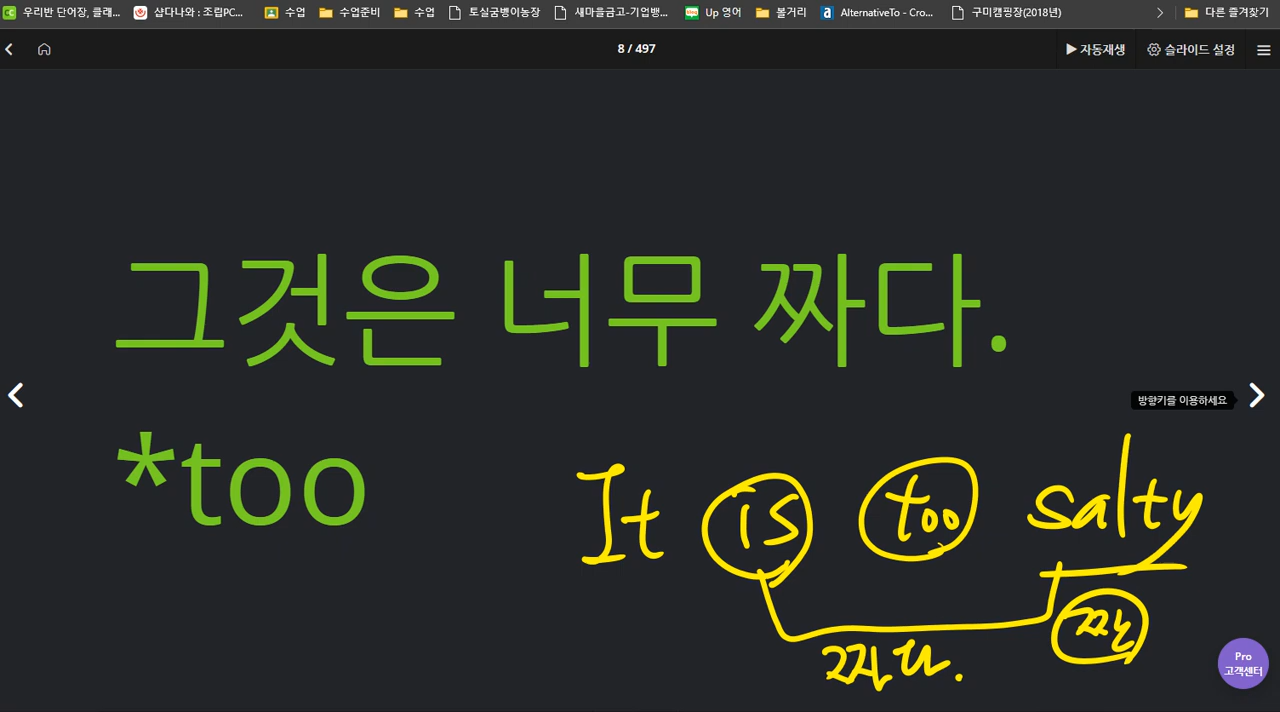 우리반 단어장, 클래... 샵다나와 : 조립PC... 수업 수업준비 수업 토실굼벵이농장 새마을금고-기업뱅... Up 영어 볼거리 AlternativeTo - Cro... 구미캠핑장(2018년) 다른 즐겨찾기
8 / 497 자동재생 슬라이드 설정
그것은 너무 짜다.
방향키를 이용하세요
*too
It is too salty
짠
짜다.
Pro
고객센터